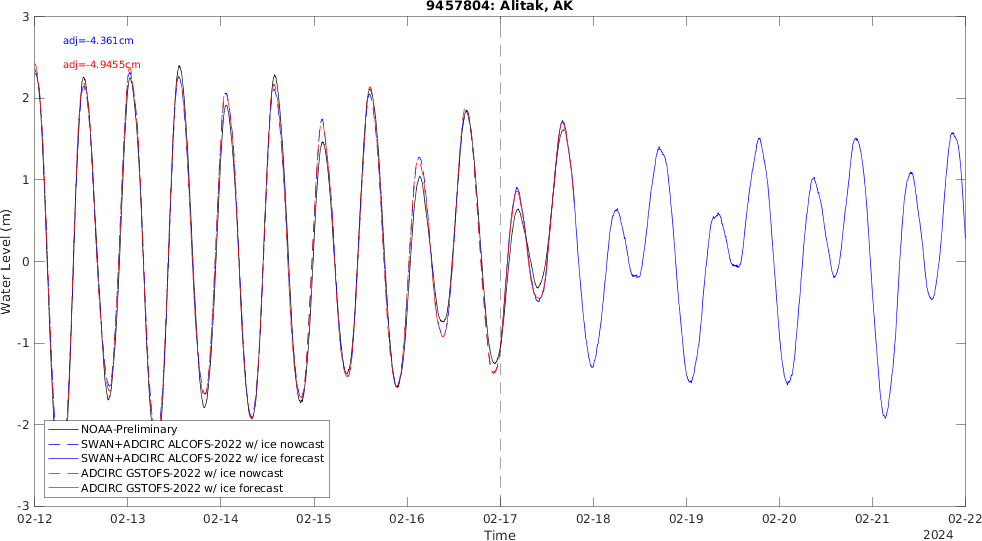 9457804: Alitak, AK
adj=-4.361cm
adj=-4.9455cm
Water Level (m)
3
2
1
0
-1
-2
-3
NOAA-Preliminary
SWAN+ADCIRC ALCOFS-2022 w/ ice nowcast
SWAN+ADCIRC ALCOFS-2022 w/ ice forecast
ADCIRC GSTOFS-2022 w/ ice nowcast
ADCIRC GSTOFS-2022 w/ ice forecast
02-12 02-13 02-14 02-15 02-16 02-17 02-18 02-19 02-20 02-21 02-22
Time
2024